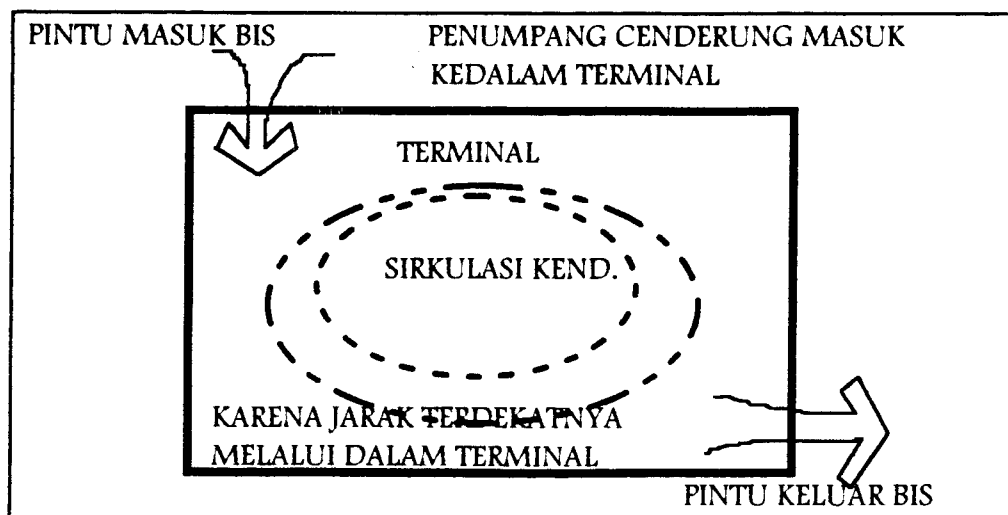 PINTU MASUK BIS
PENUMPANG CENDERUNG MASUK
KEDALAM TERMINAL
TERMINAL
SIRKULASI KEND.
KARENA JARAK TERDEKATNYA
MELALUI DALAM TERMINAL
PINTU KELUAR BIS